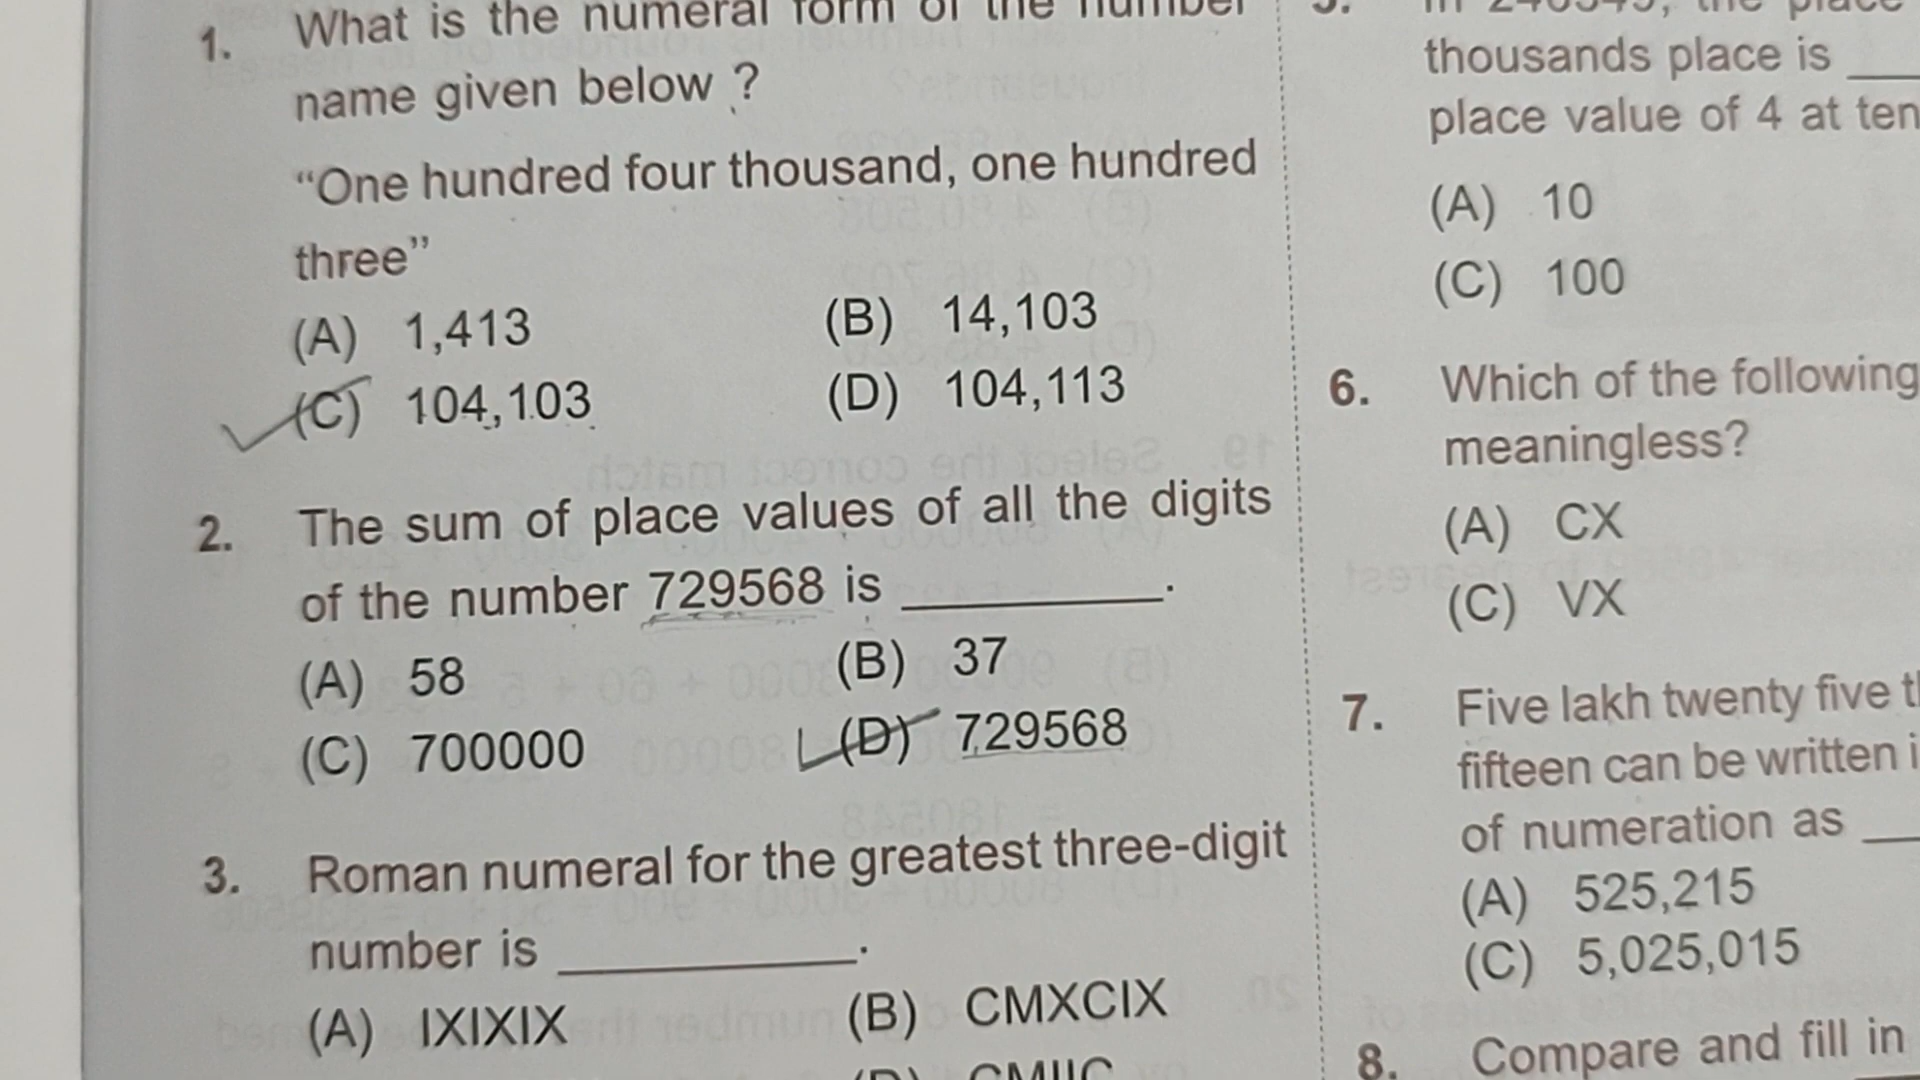 1. What is the numeral form of the number
name given below ?
“One hundred four thousand, one hundred
three”
(A) 1,413 (B) 14,103
(C) 104,103 (D) 104,113
2. The sum of place values of all the digits
of the number 729568 is ________.
(A) 58 (B) 37
(C) 700000 (D) 729568
3. Roman numeral for the greatest three-digit
number is ________.
(A) IXIXIX (B) CMXCIX
(D) CMIIC
the place
thousands place is ____
place value of 4 at ten
(A) 10
(C) 100
6. Which of the following
meaningless?
(A) CX
(C) VX
7. Five lakh twenty five
fifteen can be written
of numeration as ____
(A) 525,215
(C) 5,025,015
8. Compare and fill in